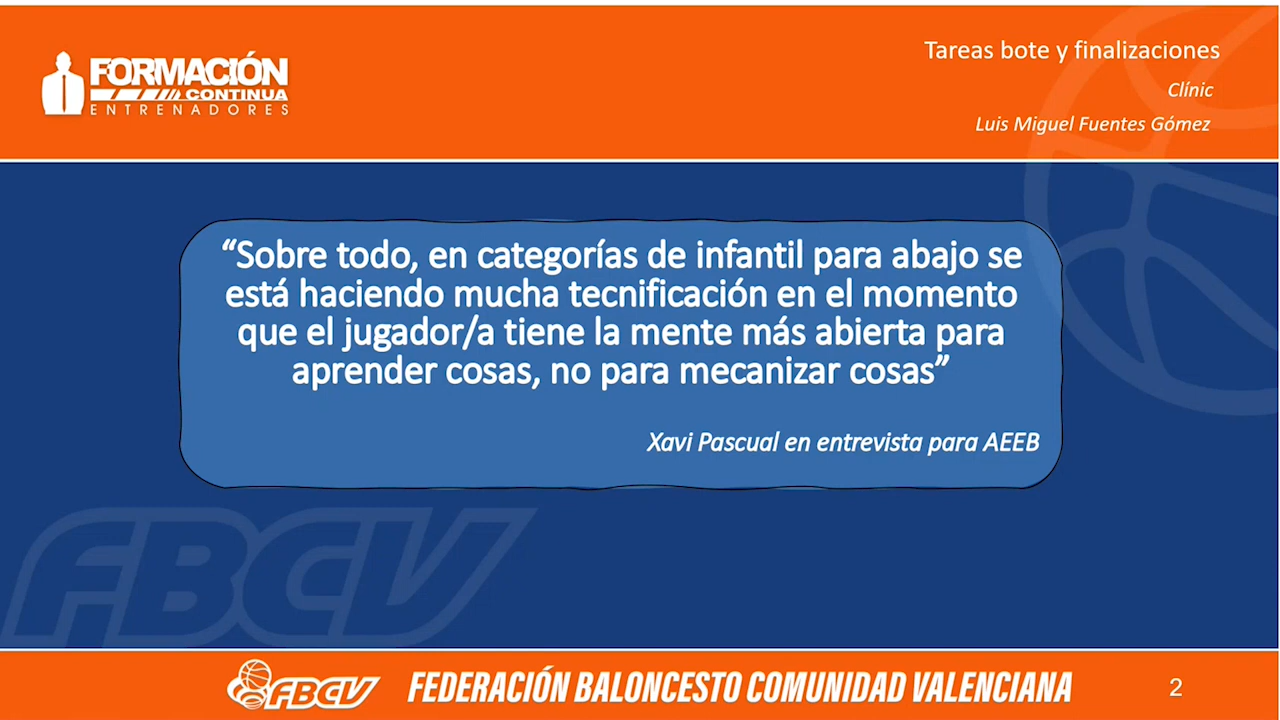 FORMACIÓN
CONTINUA
ENTRENADORES
Tareas bote y finalizaciones
Clínic
Luis Miguel Fuentes Gómez
“Sobre todo, en categorías de infantil para abajo se
está haciendo mucha tecnificación en el momento
que el jugador/a tiene la mente más abierta para
aprender cosas, no para mecanizar cosas”
Xavi Pascual en entrevista para AEEB
FBCV
FBCV
FEDERACIÓN BALONCESTO COMUNIDAD VALENCIANA
2